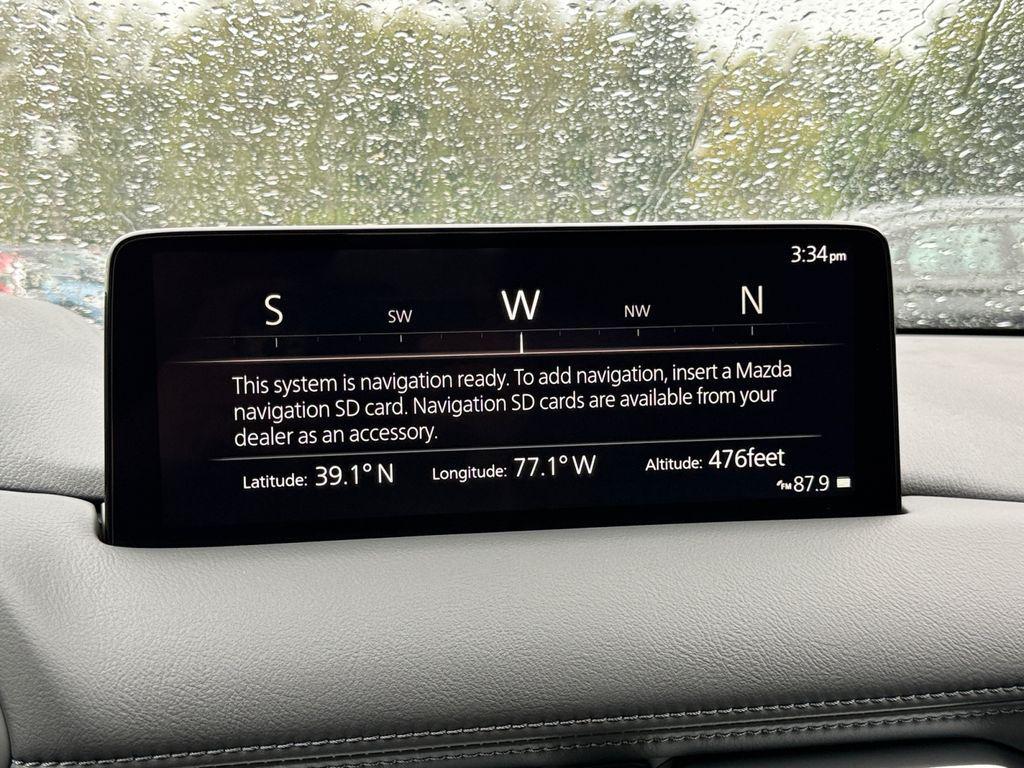 3:34pm
S SW W NW N
This system is navigation ready. To add navigation, insert a Mazda
navigation SD card. Navigation SD cards are available from your
dealer as an accessory.
Latitude: 39.1° N Longitude: 77.1° W Altitude: 476feet
FM 87.9